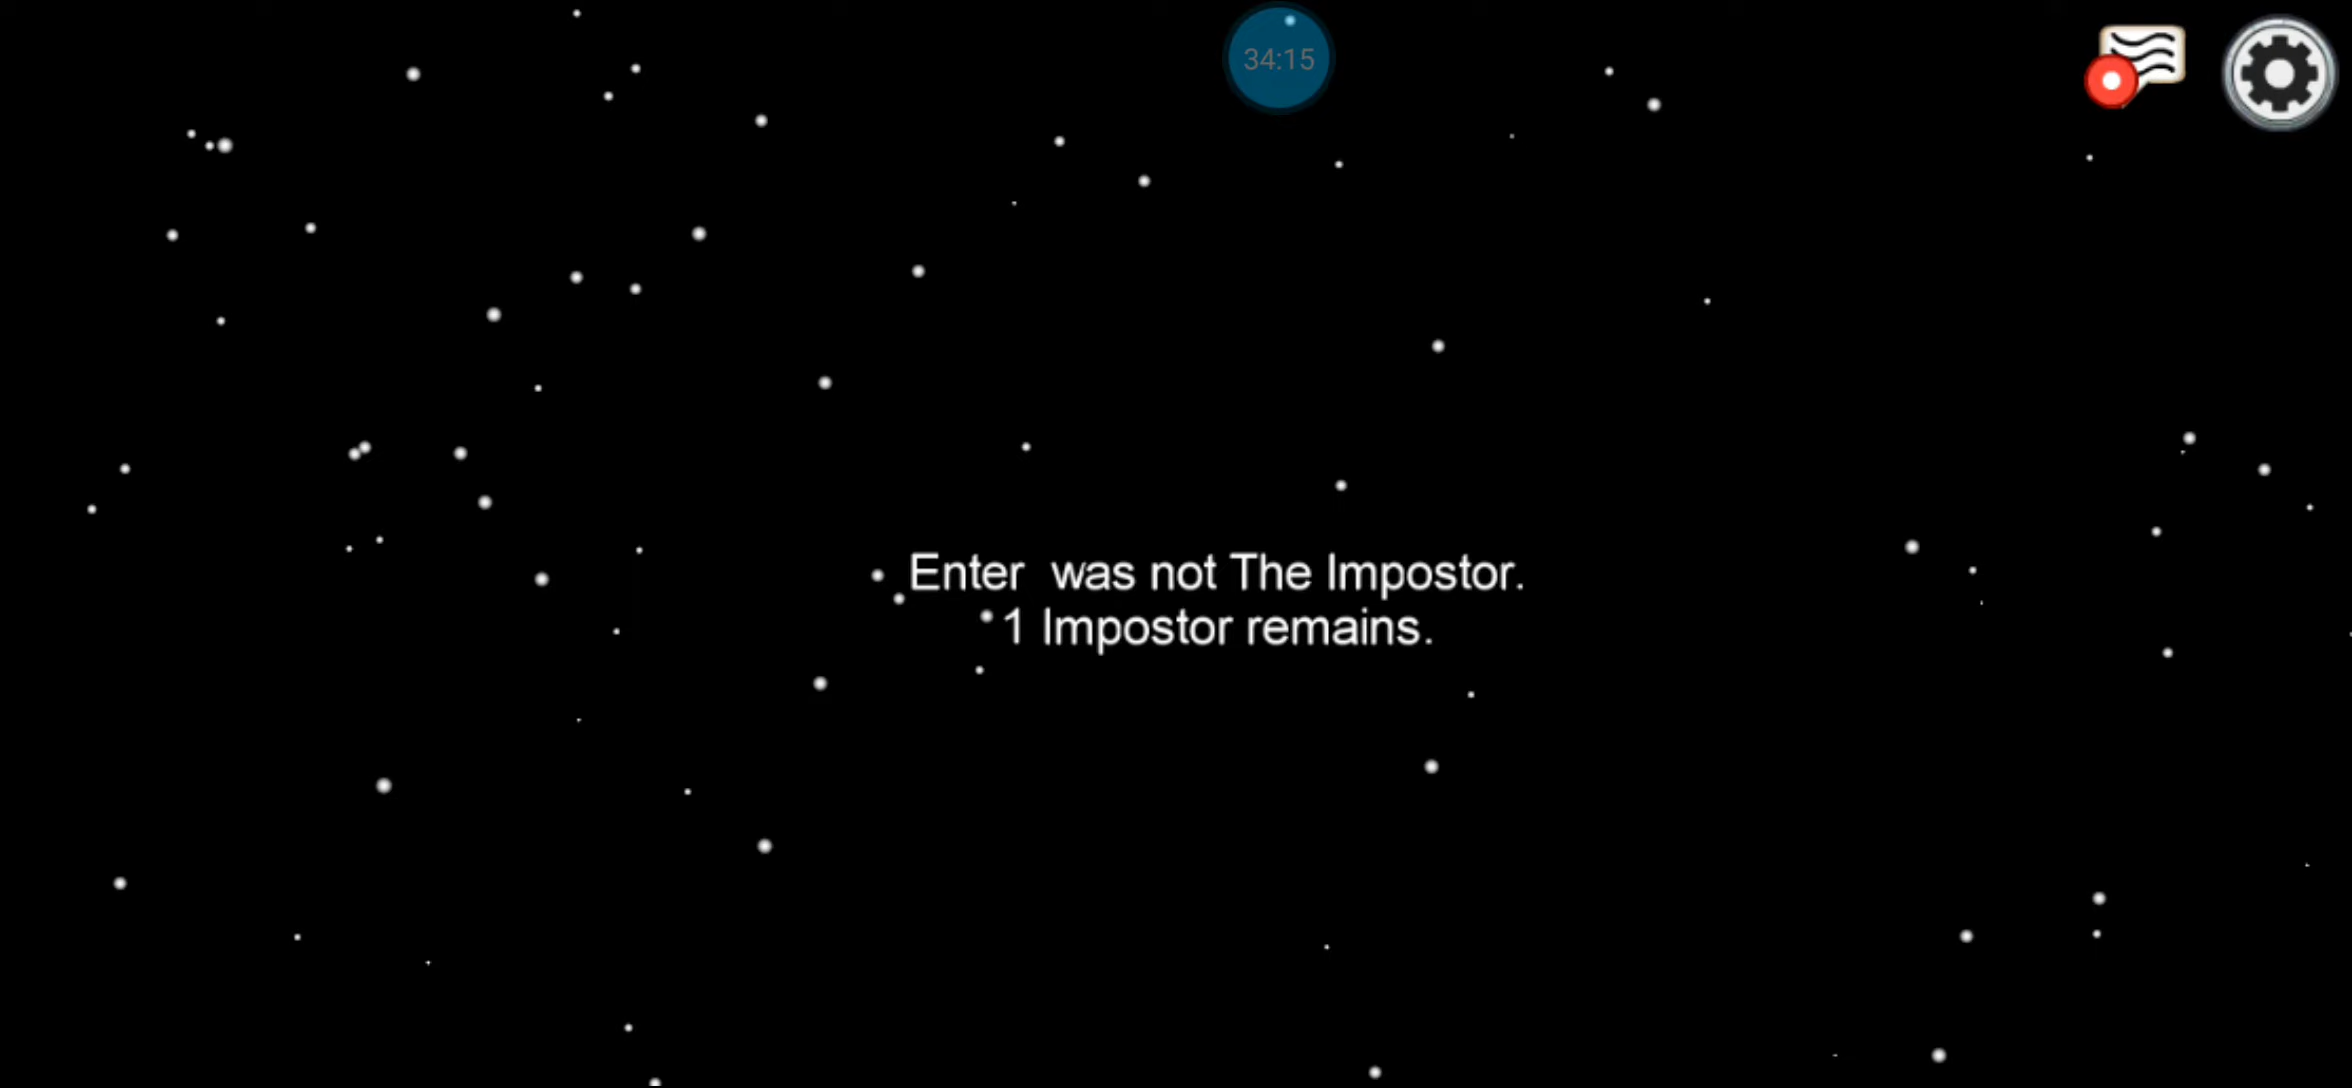 34:15
Enter  was not The Impostor.
1 Impostor remains.